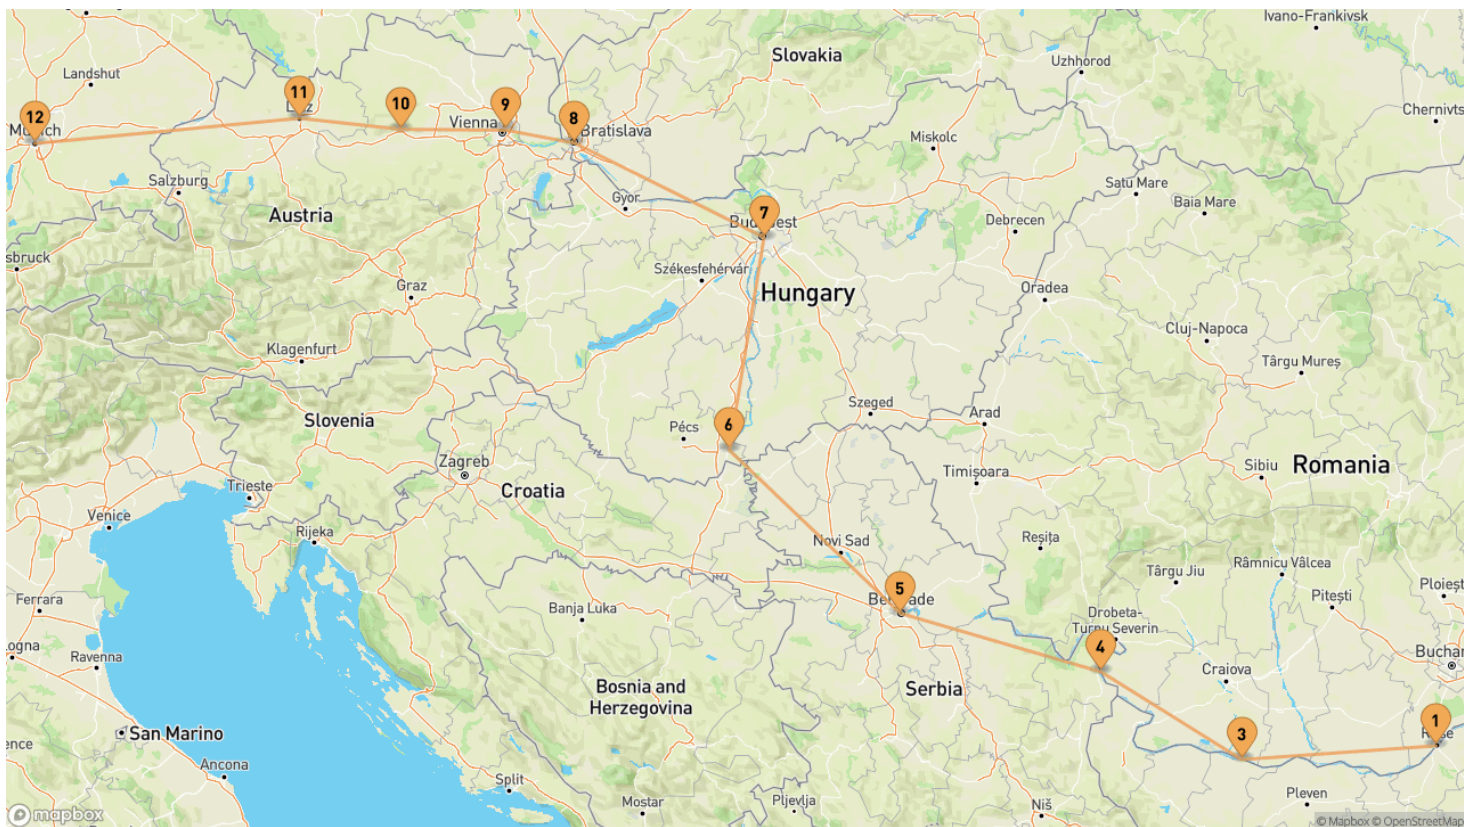 Ivano-Frankivsk
Slovakia
Uzhhorod
Landshut
11
12
10
9
8
Chernivts
Vienna
Bratislava
Miskolc
Salzburg
Satu Mare
Gyor
Baia Mare
Austria
7
Debrecen
sbruck
Székesfehérvár
Graz
Hungary
Oradea
Cluj-Napoca
Klagenfurt
Târgu Mureș
Szeged
Arad
Slovenia
6
Pécs
Zagreb
Timișoara
Sibiu
Romania
Trieste
Croatia
Venice
Rijeka
Novi Sad
Reșița
Râmnicu Vâlcea
Târgu Jiu
Ploiești
5
Ferrara
Banja Luka
Pitești
Drobeta-
Turnu Severin
ogna
Ravenna
4
Buchar
Craiova
Bosnia and
Herzegovina
Serbia
1
3
San Marino
ence
Ancona
Split
Pleven
Mostar
Pljevlja
Niš
mapbox
© Mapbox © OpenStreetMap